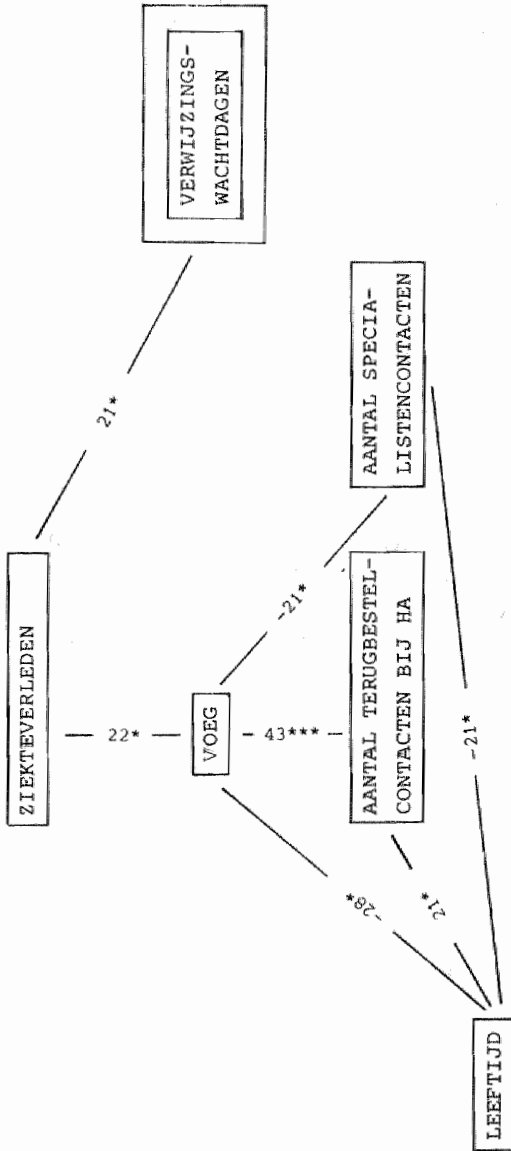 ZIEKTEVERLEDEN
21*
VERWIJZINGS-
WACHTDAGEN
22*
VOEG
-21*
43***
-28*
AANTAL TERUGBESTEL-
CONTACTEN BIJ HA
AANTAL SPECIA-
LISTENCONTACTEN
21*
-21*
LEEFTIJD